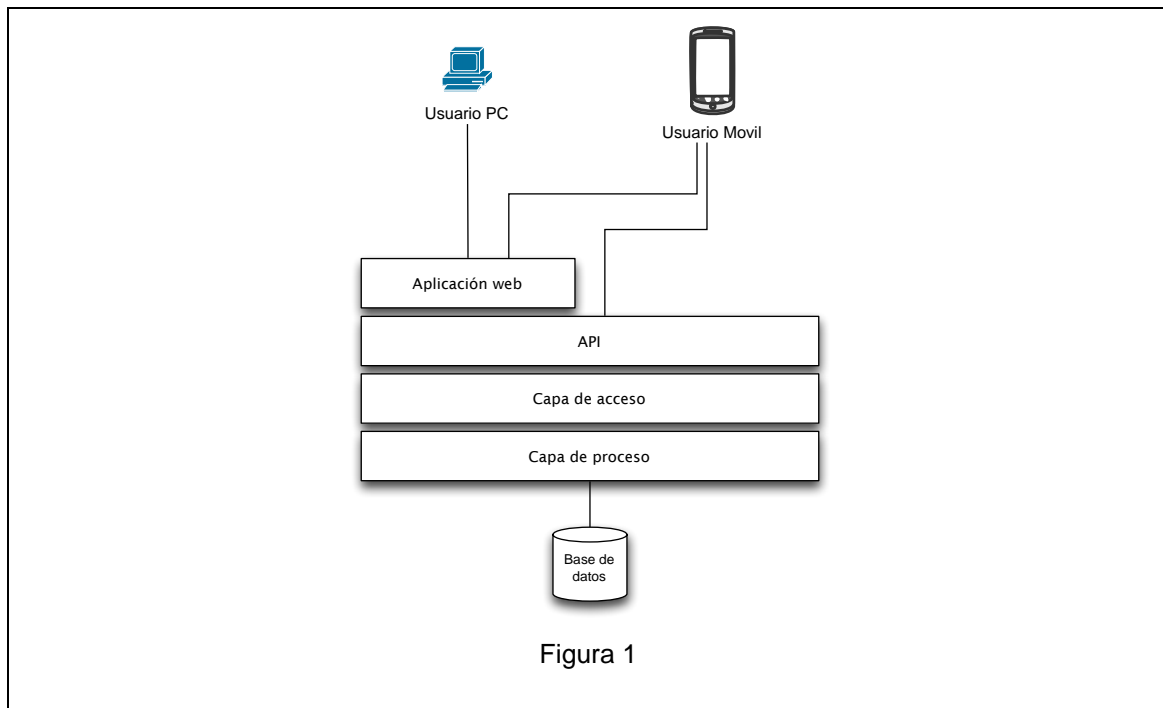 Usuario PC
Usuario Movil
Aplicación web
API
Capa de acceso
Capa de proceso
Base de
datos
Figura 1